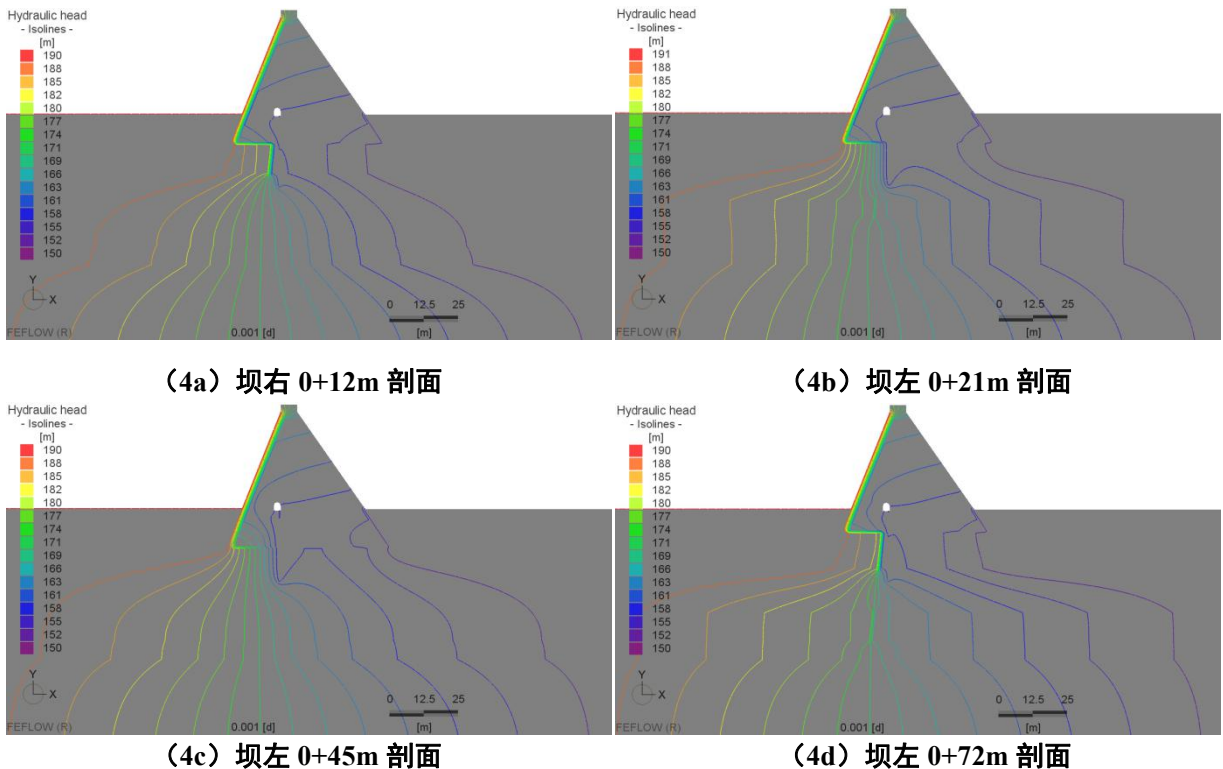 Hydraulic head
- Isolines -
[m]
190
188
185
182
180
177
174
171
169
166
163
161
158
155
152
150
Y
X
0 12.5 25
[m]
FEFLOW (R)
0.001 [d]
（4a）坝右 0+12m 剖面
Hydraulic head
- Isolines -
[m]
191
188
185
182
180
177
174
171
169
166
163
161
158
155
152
150
Y
X
0 12.5 25
[m]
FEFLOW (R)
0.001 [d]
（4b）坝左 0+21m 剖面
Hydraulic head
- Isolines -
[m]
190
188
185
182
180
177
174
171
169
166
163
161
158
155
152
150
Y
X
0 12.5 25
[m]
FEFLOW (R)
0.001 [d]
（4c）坝左 0+45m 剖面
Hydraulic head
- Isolines -
[m]
190
188
185
182
180
177
174
171
169
166
163
161
158
155
152
150
Y
X
0 12.5 25
[m]
FEFLOW (R)
0.001 [d]
（4d）坝左 0+72m 剖面